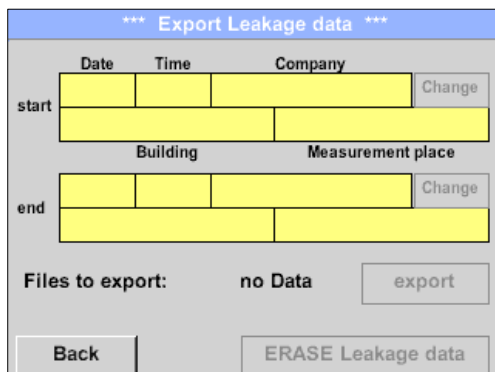 *** Export Leakage data ***
Date Time Company
start Change
Building Measurement place
end Change
Files to export: no Data export
Back ERASE Leakage data